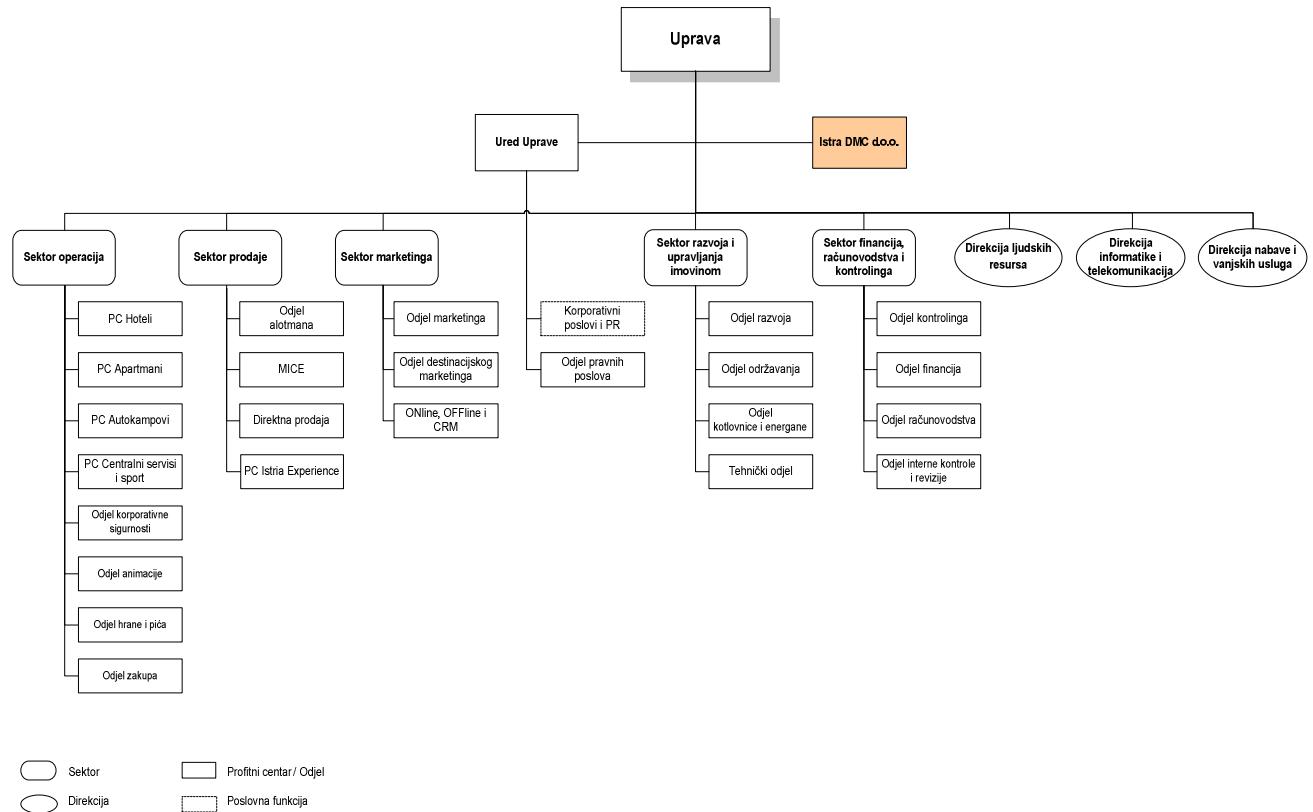 Uprava
Ured Uprave
Istra DMC d.o.o.
Sektor operacija
Sektor prodaje
Sektor marketinga
Sektor razvoja i
upravljanja
imovinom
Sektor financija,
računovodstva i
kontrolinga
Direkcija ljudskih
resursa
Direkcija
informatike i
telekomunikacija
Direkcija nabave i
vanjskih usluga
PC Hoteli
PC Apartmani
PC Autokampovi
PC Centralni servisi
i sport
Odjel korporativne
sigurnosti
Odjel animacije
Odjel hrane i pića
Odjel zakupa
Odjel
alotmana
MICE
Direktna prodaja
PC Istria Experience
Odjel marketinga
Odjel destinacijskog
marketinga
ONline, OFFline i
CRM
Korporativni
poslovi i PR
Odjel pravnih
poslova
Odjel razvoja
Odjel održavanja
Odjel
kotlovnice i energane
Tehnički odjel
Odjel kontrolinga
Odjel financija
Odjel računovodstva
Odjel interne kontrole
i revizije
Sektor
Profitni centar / Odjel
Direkcija
Poslovna funkcija